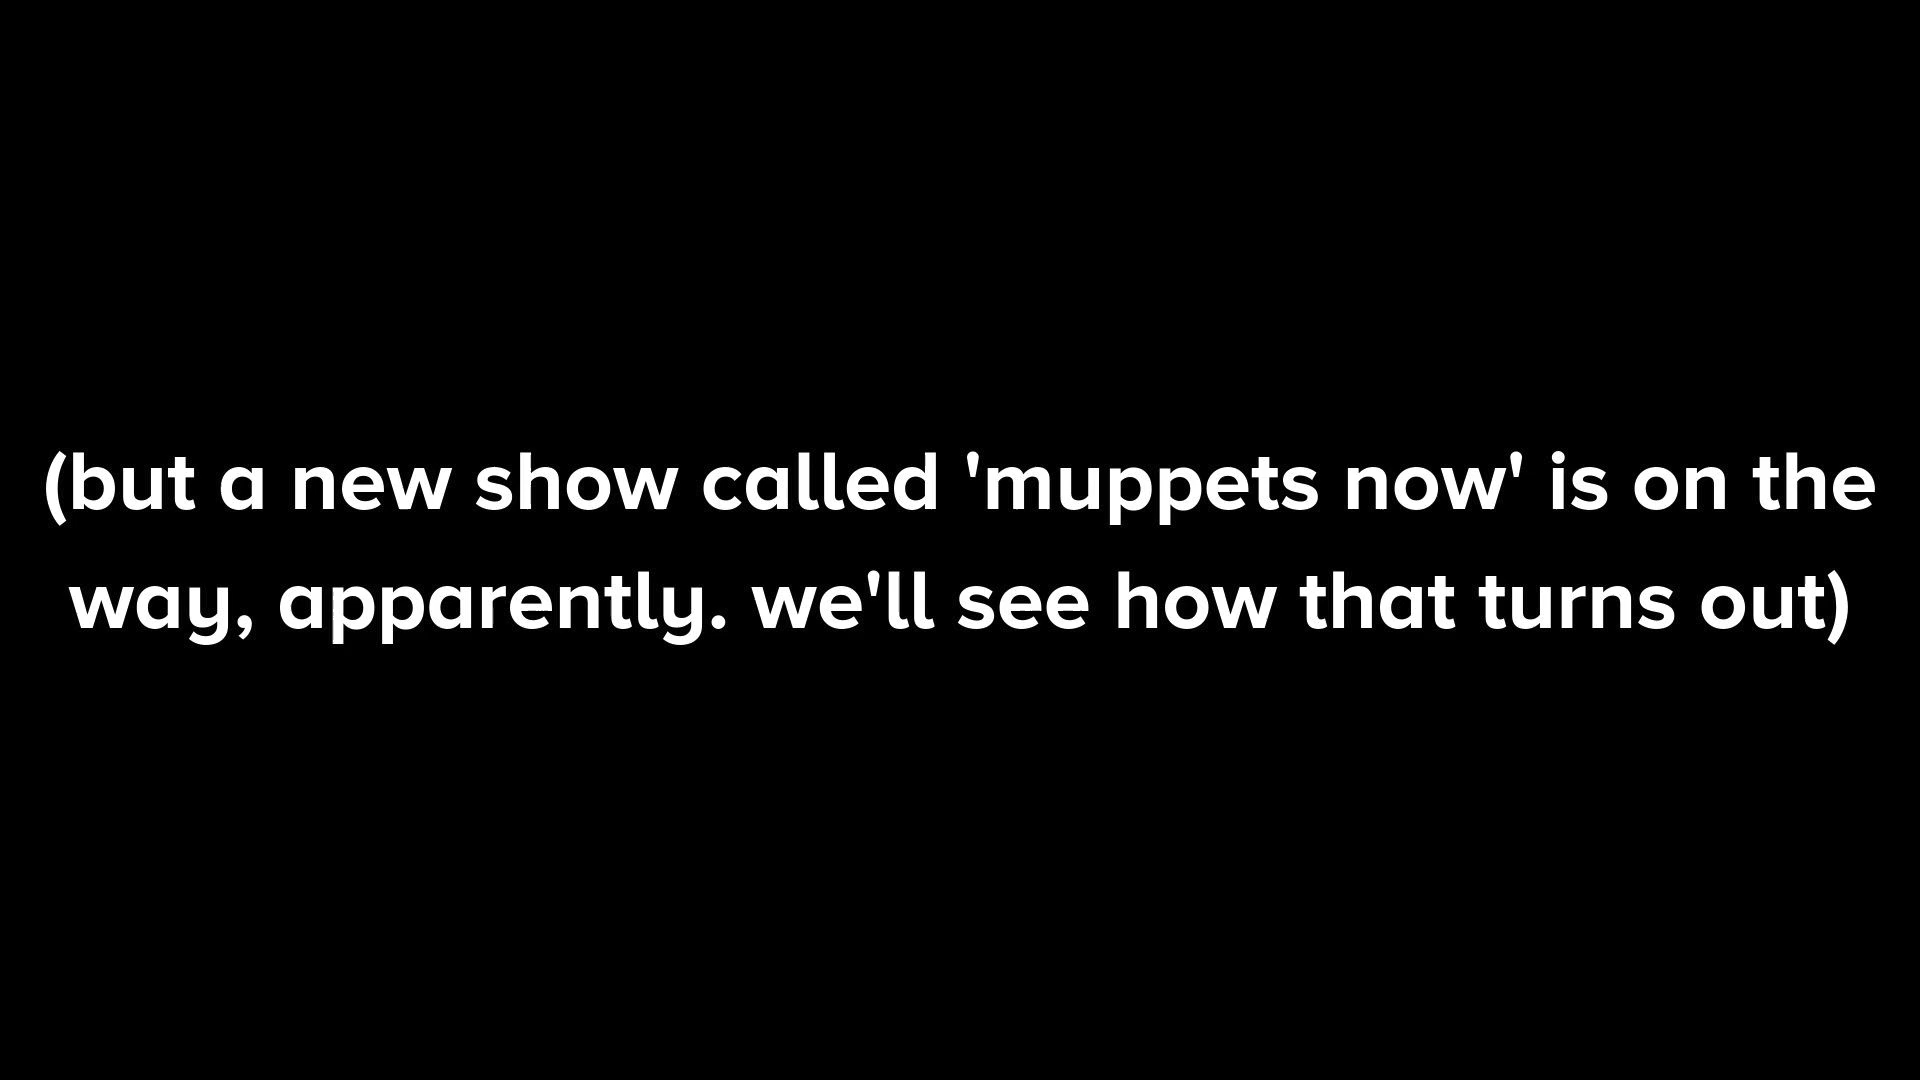 (but a new show called 'muppets now' is on the
way, apparently. we'll see how that turns out)